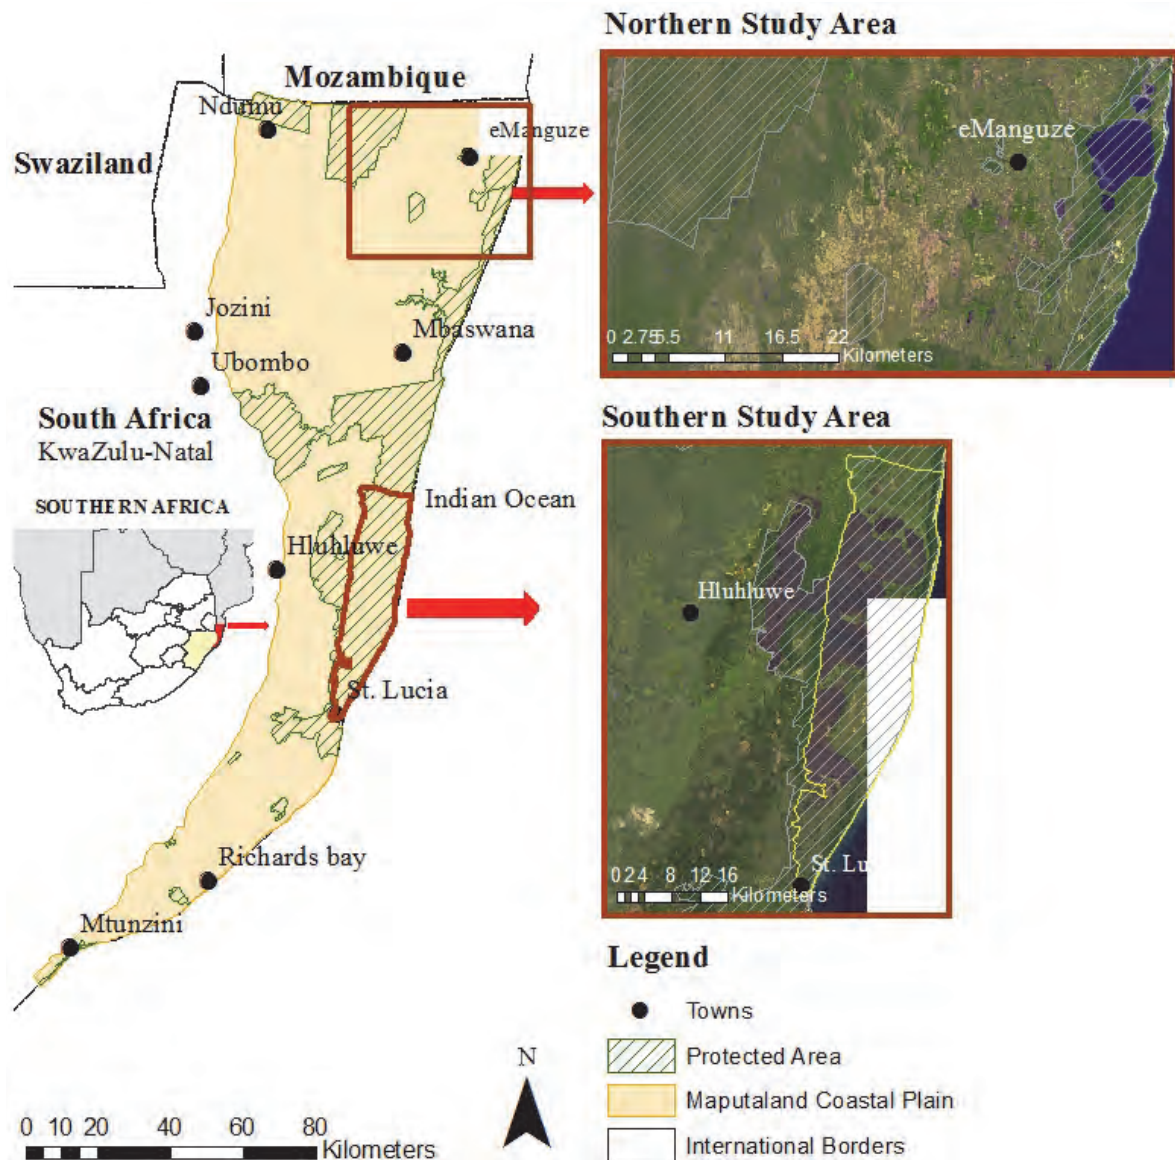 Northern Study Area
Mozambique
Ndumu
eManguze
Swaziland
eManguze
Jozini
Mbaswana
Ubombo
0 2.755.5 11 16.5 22
Kilometers
South Africa
KwaZulu-Natal
Southern Study Area
SOUTHERN AFRICA
Indian Ocean
Hluhluwe
Hluhluwe
St. Lucia
St. Lu
0 2 4 8 12 16
Kilometers
Richards bay
Mtunzini
Legend
Towns
Protected Area
Maputaland Coastal Plain
International Borders
N
0 10 20 40 60 80
Kilometers